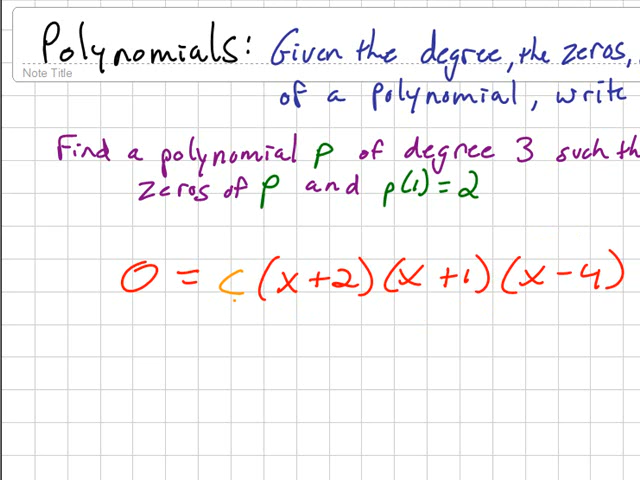 Polynomials: Given the degree, the zeros,
Note Title
of a polynomial, write
Find a polynomial p of degree 3 such th
zeros of p and p(1) = 2
0 = c (x+2)(x+1)(x-4)